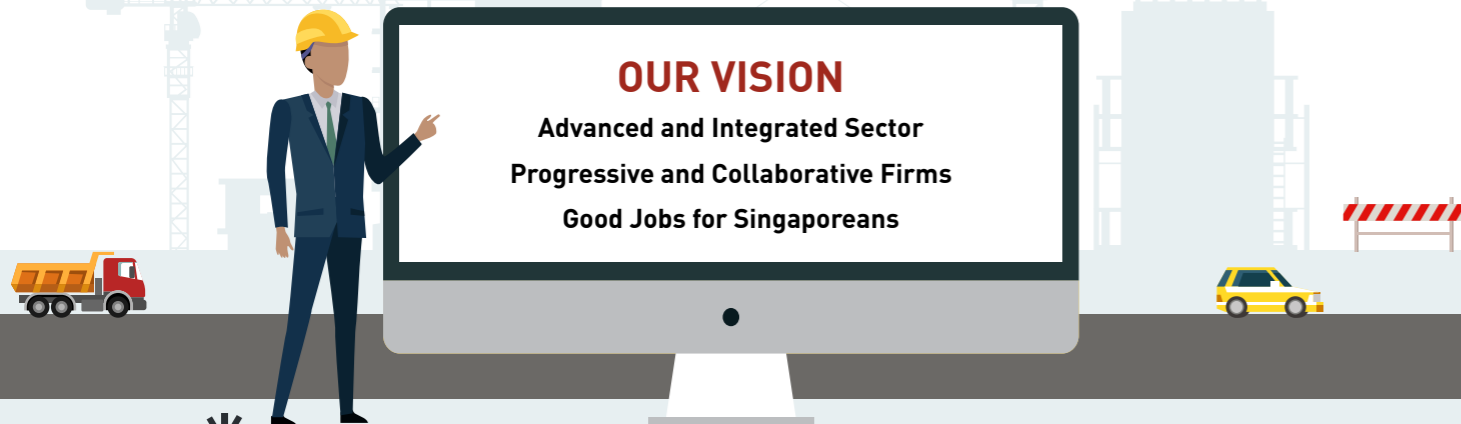 OUR VISION
Advanced and Integrated Sector
Progressive and Collaborative Firms
Good Jobs for Singaporeans